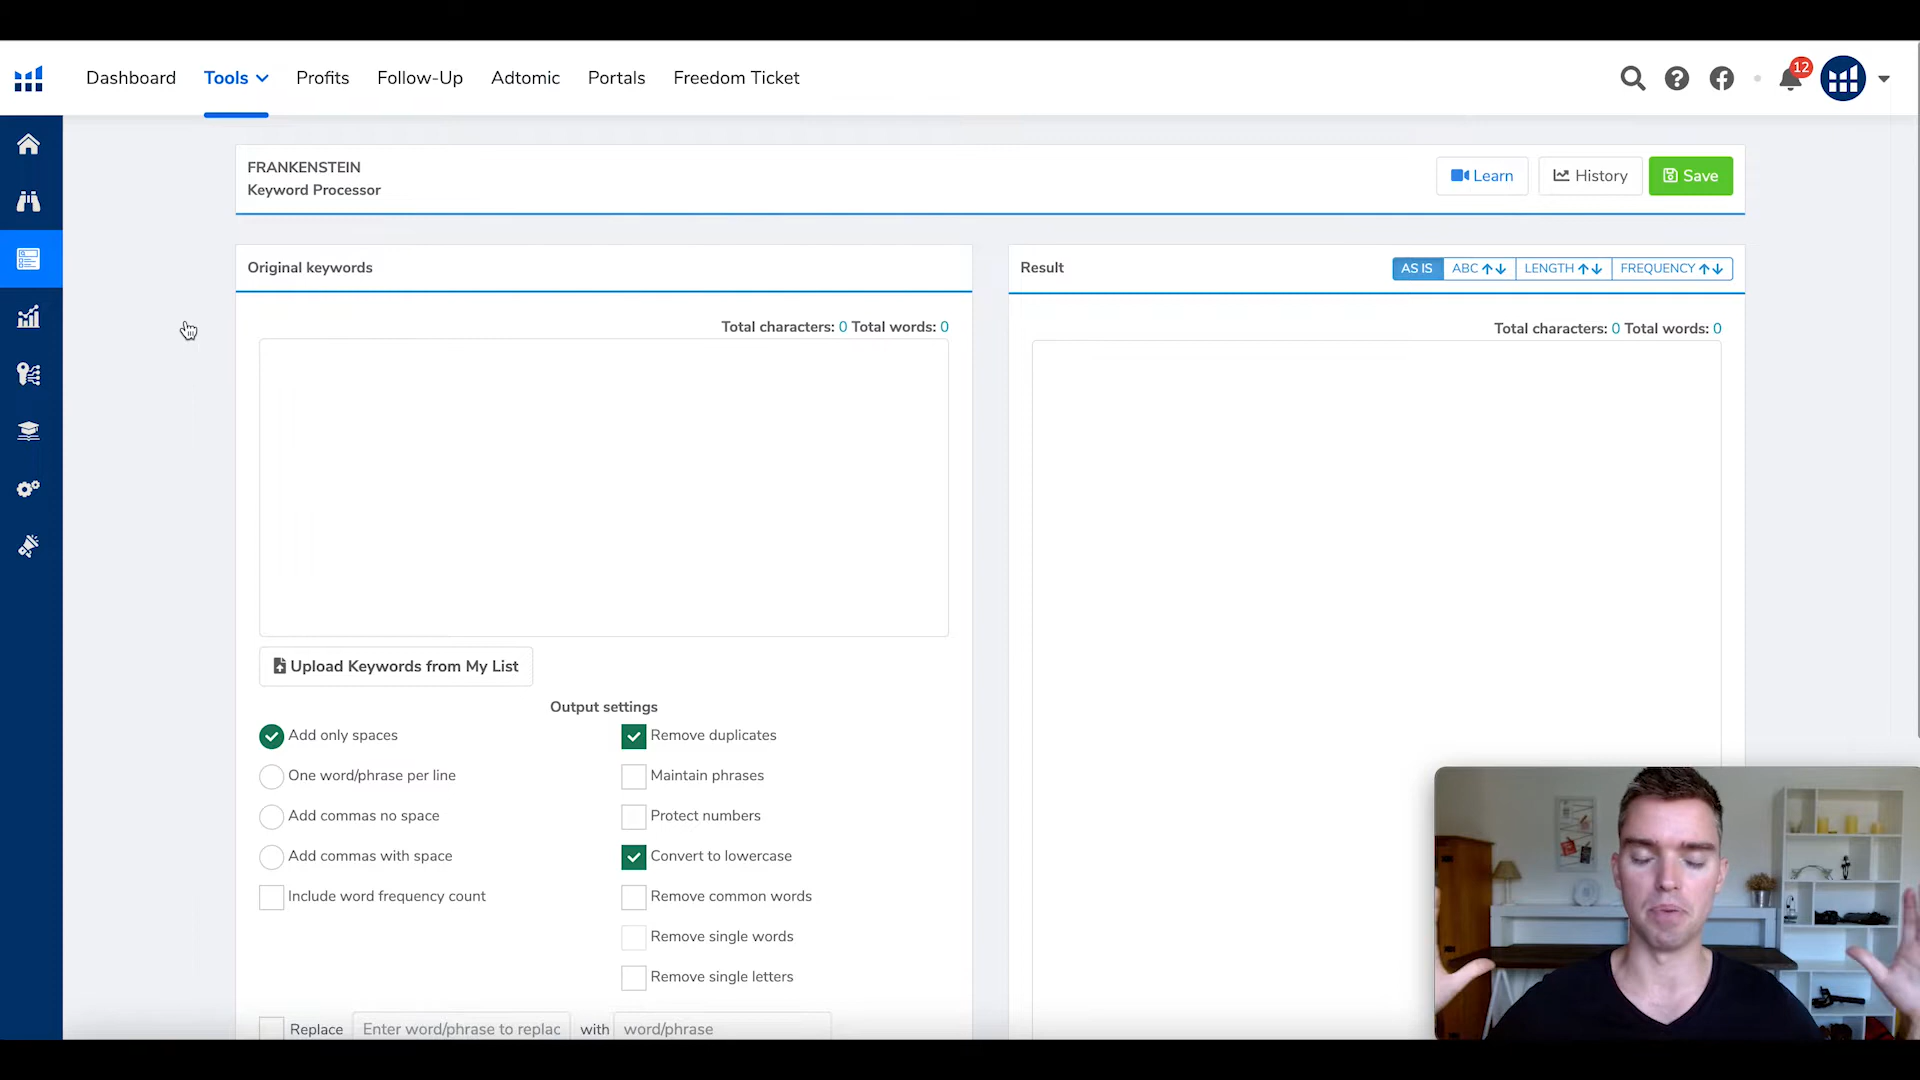 Dashboard Tools Profits Follow-Up Adtomic Portals Freedom Ticket 12
FRANKENSTEIN
Keyword Processor
Learn History Save
Original keywords
Total characters: 0 Total words: 0
Upload Keywords from My List
Output settings
Add only spaces Remove duplicates
One word/phrase per line Maintain phrases
Add commas no space Protect numbers
Add commas with space Convert to lowercase
Include word frequency count Remove common words
Remove single words
Remove single letters
Replace Enter word/phrase to replac with word/phrase
Result AS IS ABC LENGTH FREQUENCY
Total characters: 0 Total words: 0